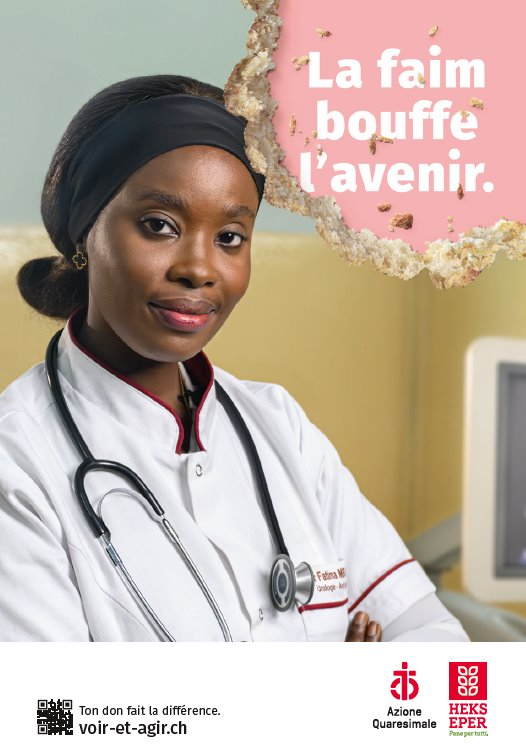 La faim
bouffe
l'avenir.
Fatima
Urologie
Ton don fait la différence.
voir-et-agir.ch
Azione
Quaresimale
HEKS
EPER
Pane per tutti.